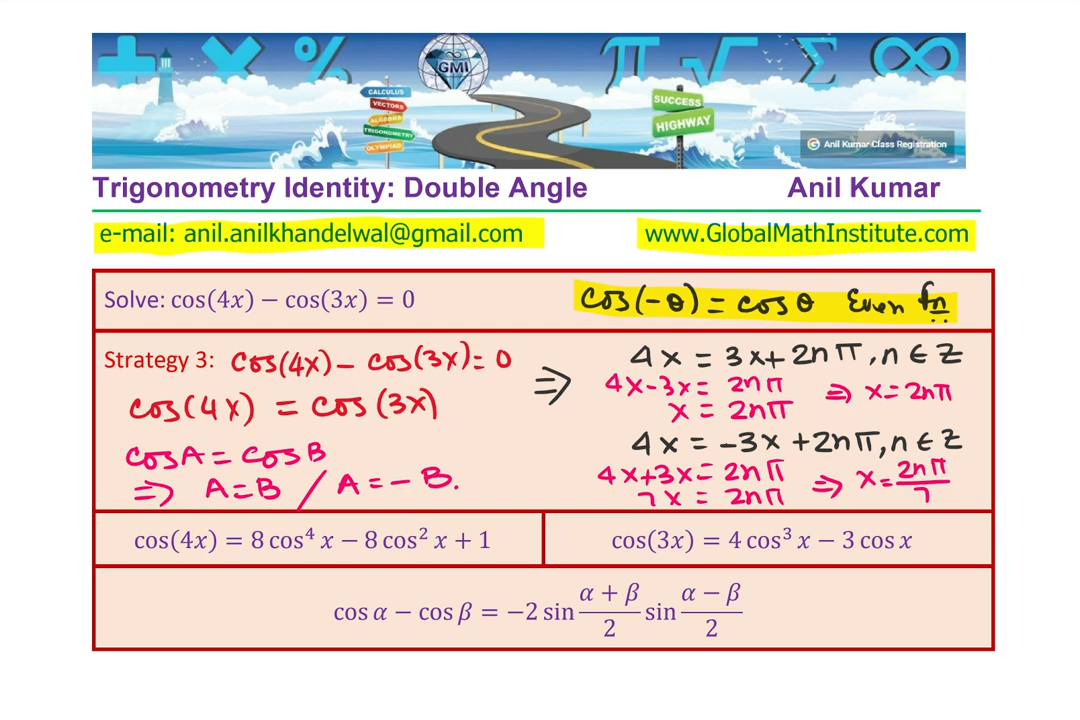 GMI
CALCULUS
VECTORS
ALGEBRA
TRIGONOMETRY
OLYMPIAD
SUCCESS
HIGHWAY
Anil Kumar Class Registration
Trigonometry Identity: Double Angle
Anil Kumar
e-mail: anil.anilkhandelwal@gmail.com
www.GlobalMathInstitute.com
Solve: cos(4x) − cos(3x) = 0
cos(-θ) = cosθ Even fn
Strategy 3: cos(4x) - cos(3x) = 0
cos(4x) = cos(3x)
cosA = cosB
⇒ A=B / A=-B.
⇒ 4x = 3x + 2nπ, n ∈ Z
4x-3x = 2nπ ⇒ x = 2nπ
x = 2nπ
4x = -3x + 2nπ, n ∈ Z
4x+3x = 2nπ ⇒ x = 2nπ/7
7x = 2nπ
cos(4x) = 8 cos⁴ x − 8 cos² x + 1
cos(3x) = 4 cos³ x − 3 cos x
cos α − cos β = −2 sin (α + β)/2 sin (α − β)/2